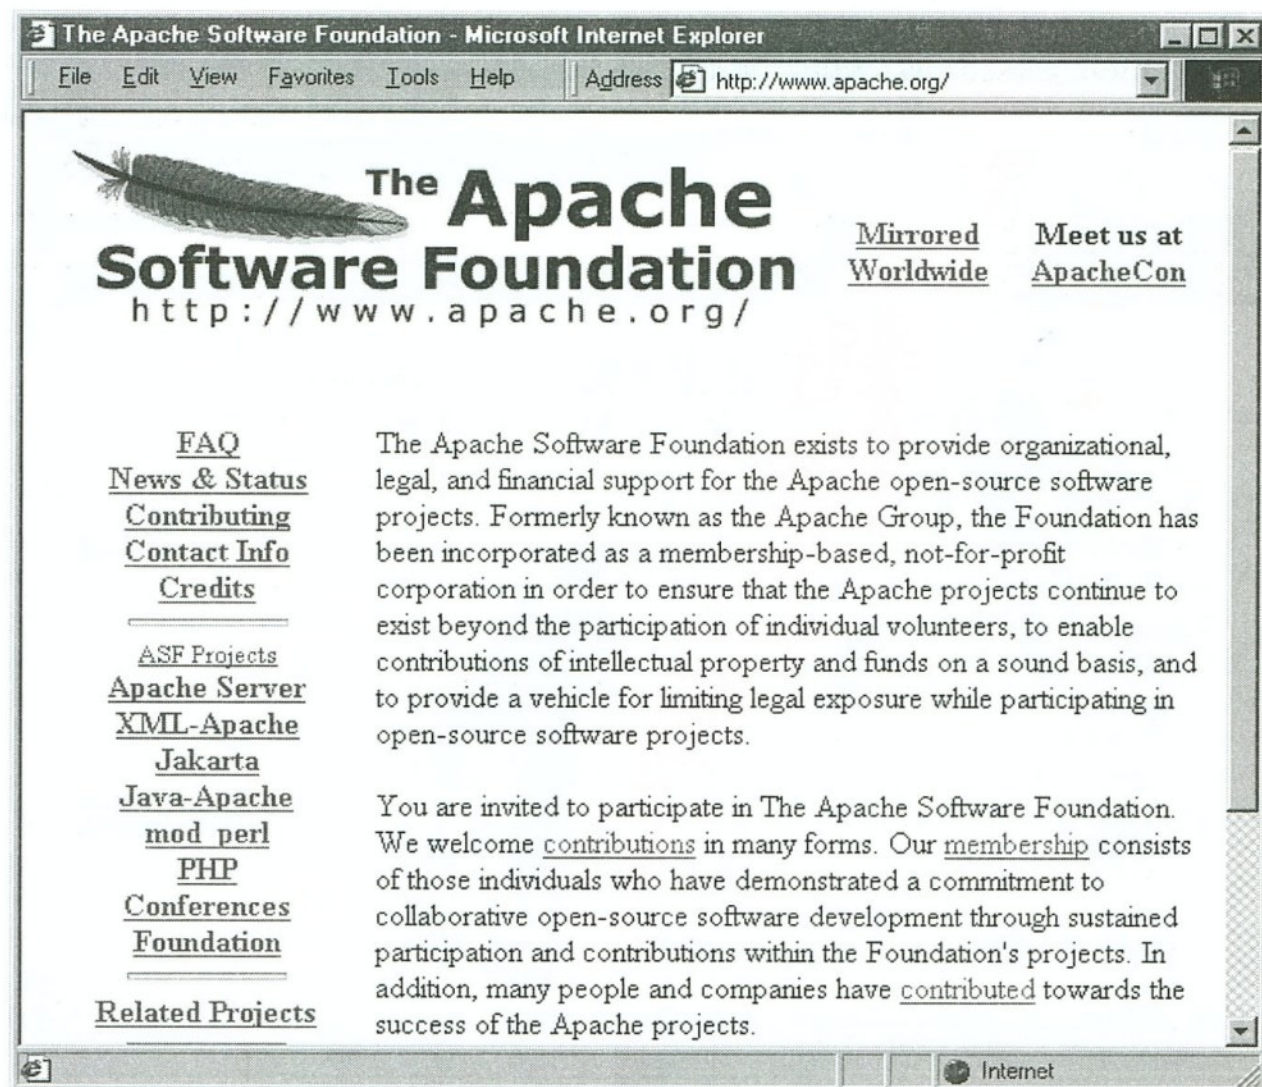 The Apache Software Foundation - Microsoft Internet Explorer
File Edit View Favorites Tools Help Address http://www.apache.org/
The Apache
Software Foundation
http://www.apache.org/
Mirrored
Worldwide
Meet us at
ApacheCon
FAQ
News & Status
Contributing
Contact Info
Credits
ASF Projects
Apache Server
XML-Apache
Jakarta
Java-Apache
mod_perl
PHP
Conferences
Foundation
Related Projects
The Apache Software Foundation exists to provide organizational,
legal, and financial support for the Apache open-source software
projects. Formerly known as the Apache Group, the Foundation has
been incorporated as a membership-based, not-for-profit
corporation in order to ensure that the Apache projects continue to
exist beyond the participation of individual volunteers, to enable
contributions of intellectual property and funds on a sound basis, and
to provide a vehicle for limiting legal exposure while participating in
open-source software projects.
You are invited to participate in The Apache Software Foundation.
We welcome contributions in many forms. Our membership consists
of those individuals who have demonstrated a commitment to
collaborative open-source software development through sustained
participation and contributions within the Foundation's projects. In
addition, many people and companies have contributed towards the
success of the Apache projects.
Internet